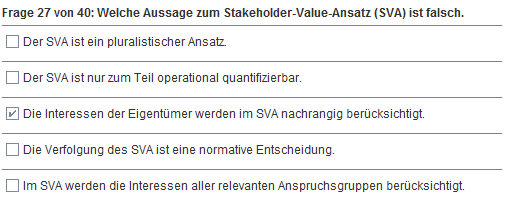 Frage 27 von 40: Welche Aussage zum Stakeholder-Value-Ansatz (SVA) ist falsch.
Der SVA ist ein pluralistischer Ansatz.
Der SVA ist nur zum Teil operational quantifizierbar.
Die Interessen der Eigentümer werden im SVA nachrangig berücksichtigt.
Die Verfolgung des SVA ist eine normative Entscheidung.
Im SVA werden die Interessen aller relevanten Anspruchsgruppen berücksichtigt.